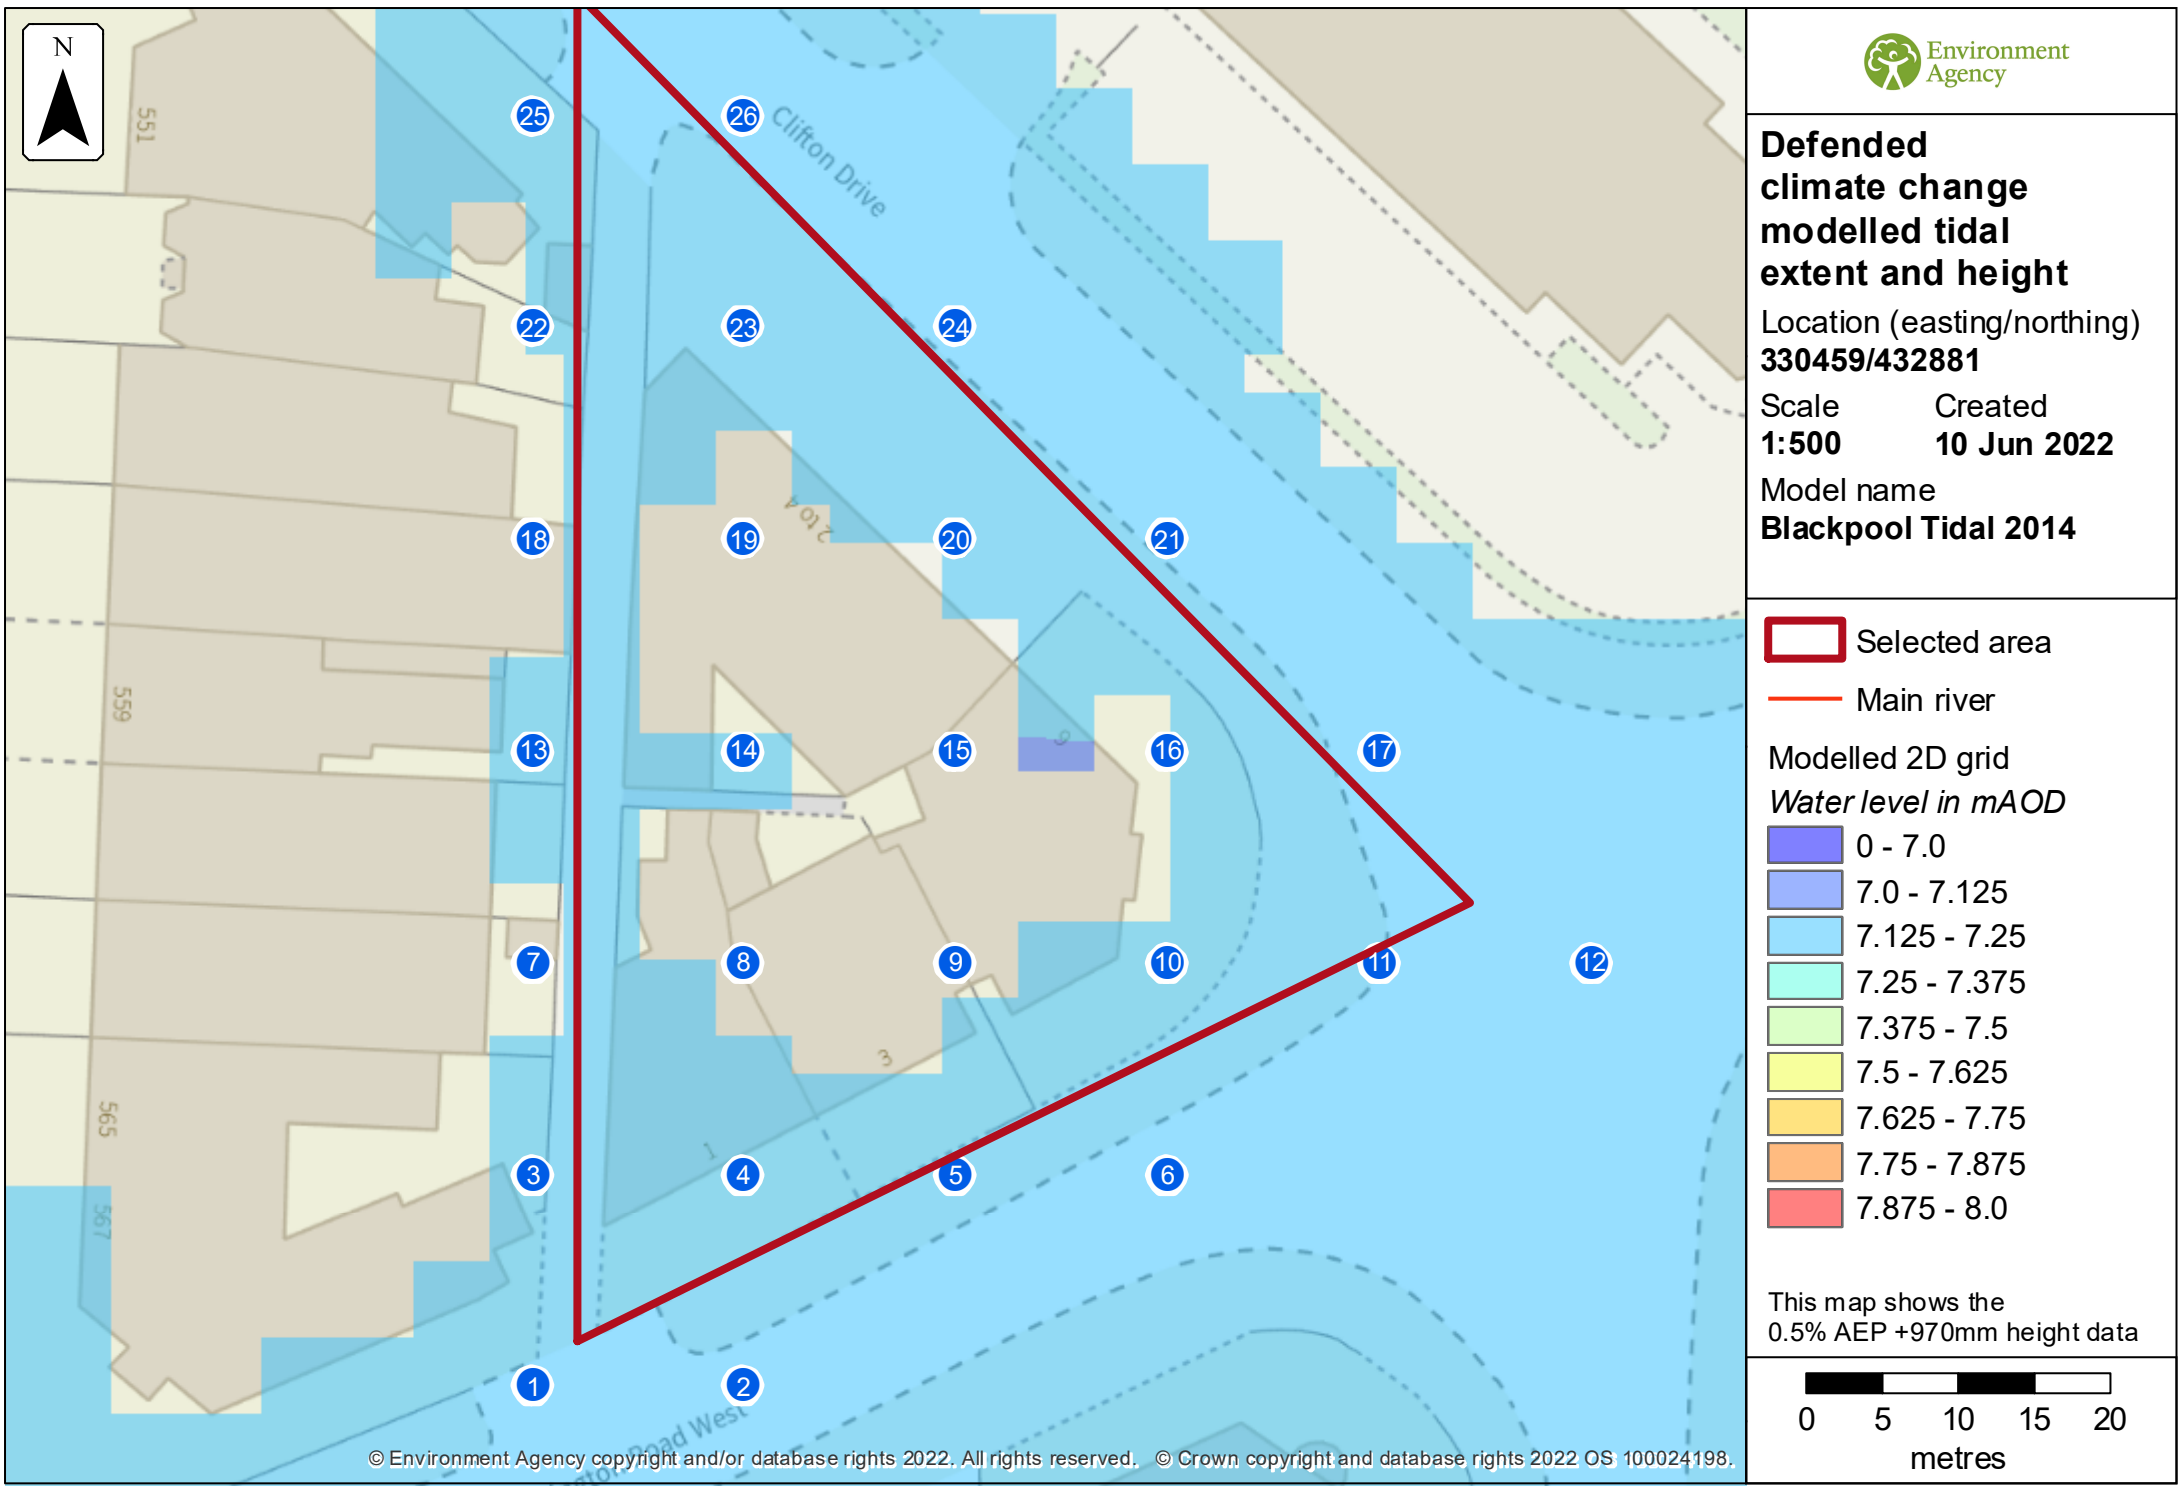 N
551
25
26
Clifton Drive
22
23
24
2 to 4
18
19
20
21
559
13
14
15
9
16
17
7
8
9
10
11
12
3
565
1
3
4
5
6
567
1
2
Road West
© Environment Agency copyright and/or database rights 2022. All rights reserved. © Crown copyright and database rights 2022 OS 100024198.
Environment
Agency
Defended
climate change
modelled tidal
extent and height
Location (easting/northing)
330459/432881
Scale Created
1:500 10 Jun 2022
Model name
Blackpool Tidal 2014
Selected area
Main river
Modelled 2D grid
Water level in mAOD
0 - 7.0
7.0 - 7.125
7.125 - 7.25
7.25 - 7.375
7.375 - 7.5
7.5 - 7.625
7.625 - 7.75
7.75 - 7.875
7.875 - 8.0
This map shows the
0.5% AEP +970mm height data
0 5 10 15 20
metres